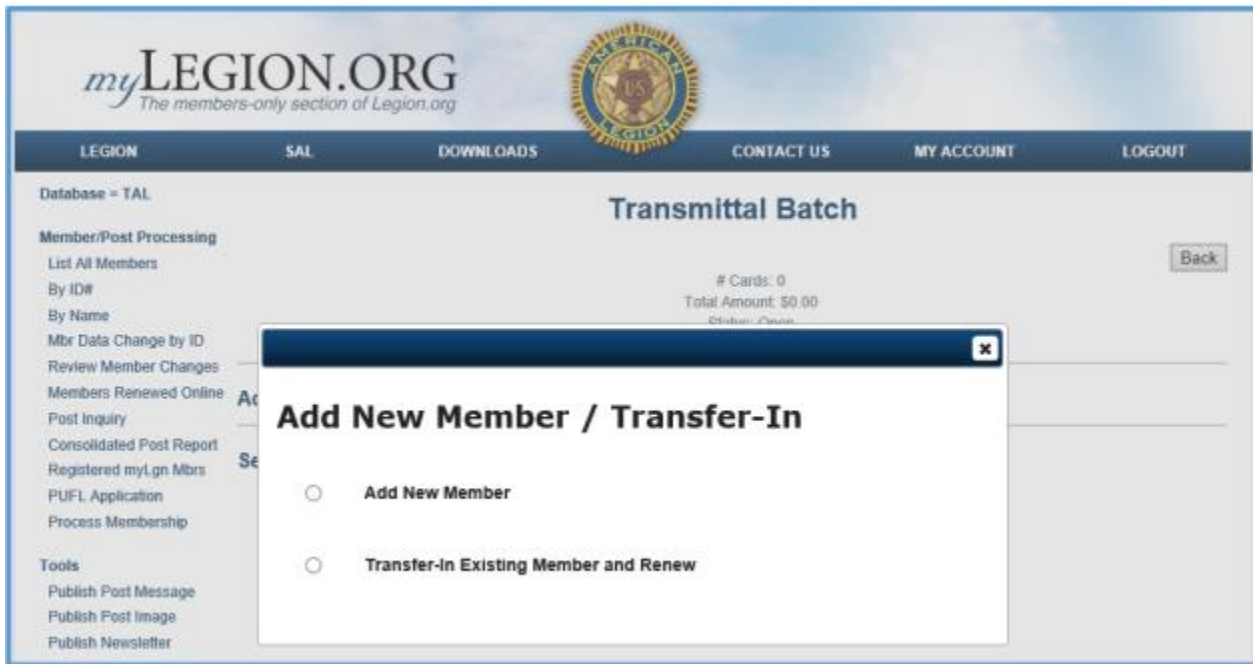 myLEGION.ORG
The members-only section of Legion.org
AMERICAN
US
LEGION
LEGION SAL DOWNLOADS CONTACT US MY ACCOUNT LOGOUT
Database = TAL
Transmittal Batch
Member/Post Processing
Back
List All Members
# Cards: 0
By ID#
Total Amount: $0.00
By Name
Status: Open
Mbr Data Change by ID
x
Review Member Changes
Members Renewed Online
Add New Member / Transfer-In
Post Inquiry
Consolidated Post Report
Registered myLgn Mbrs
Add New Member
PUFL Application
Process Membership
Transfer-In Existing Member and Renew
Tools
Publish Post Message
Publish Post Image
Publish Newsletter